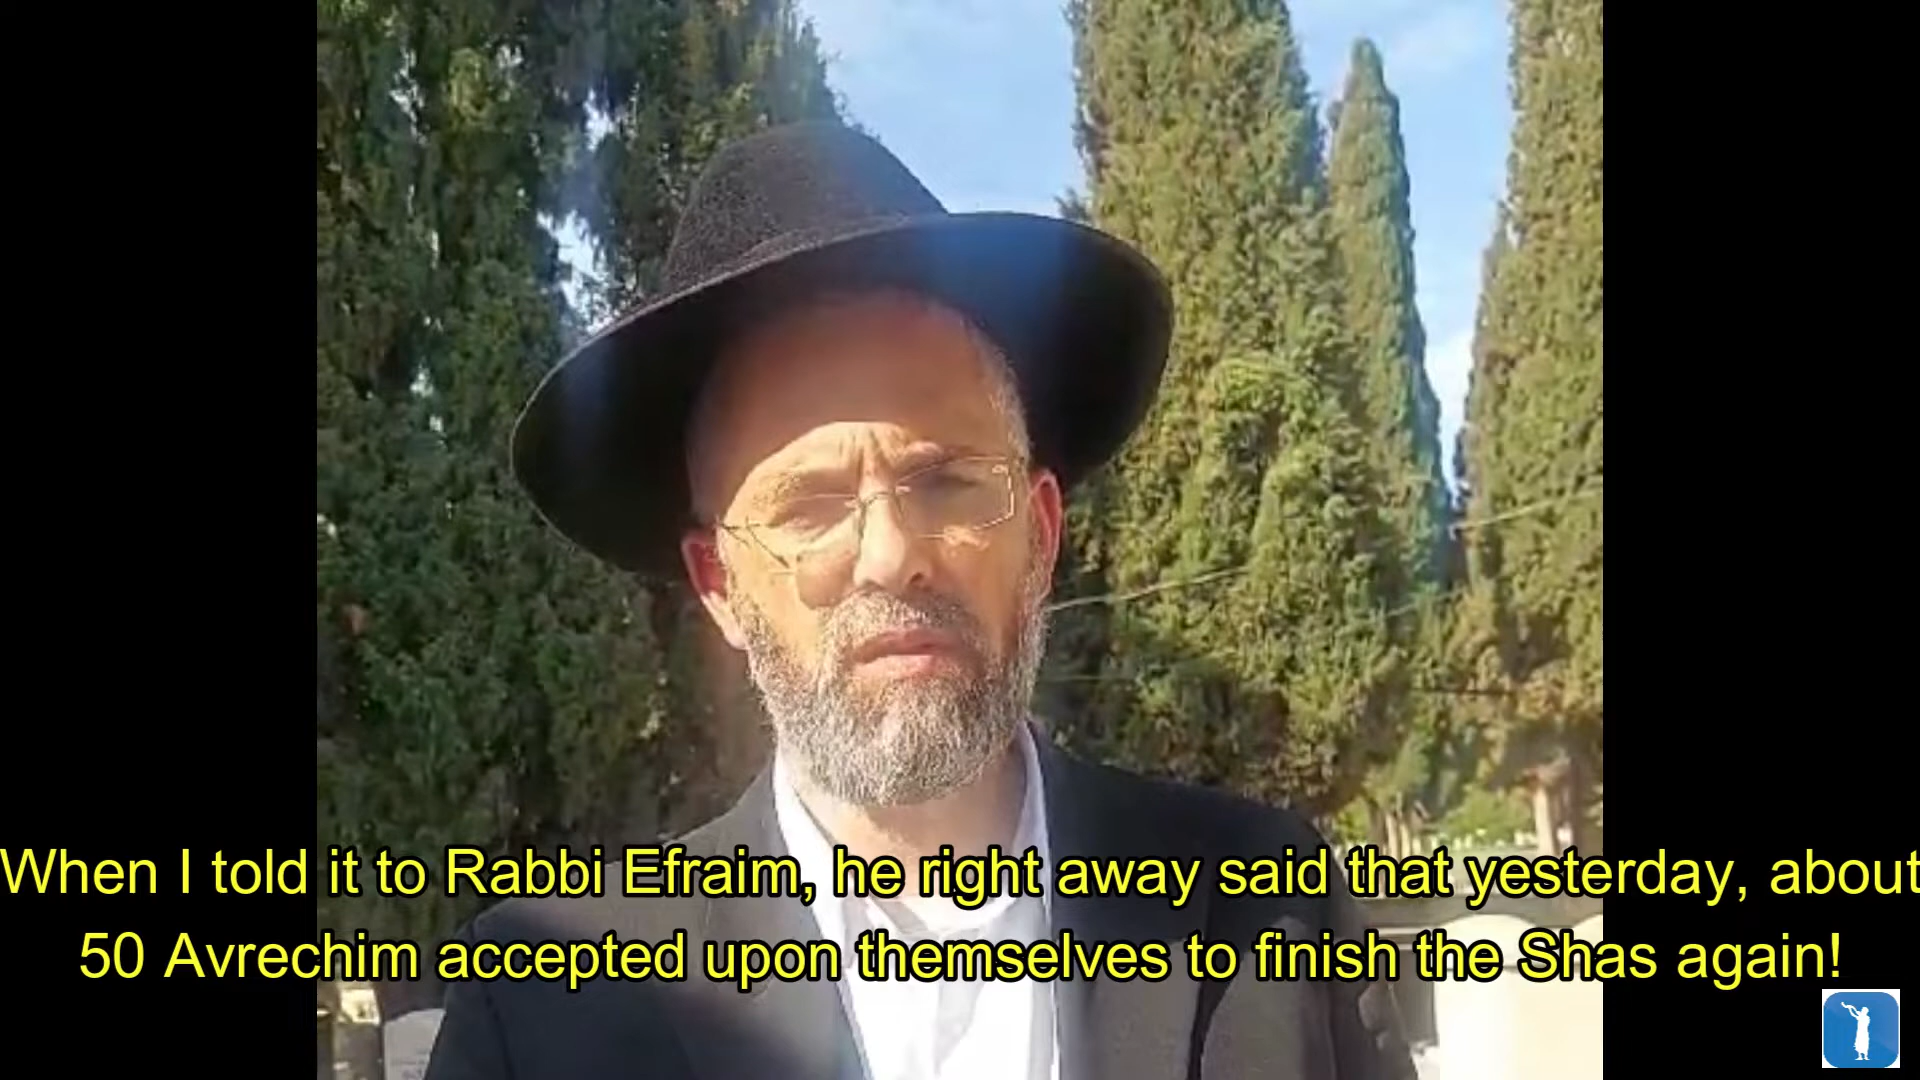 When I told it to Rabbi Efraim, he right away said that yesterday, about
50 Avrechim accepted upon themselves to finish the Shas again!